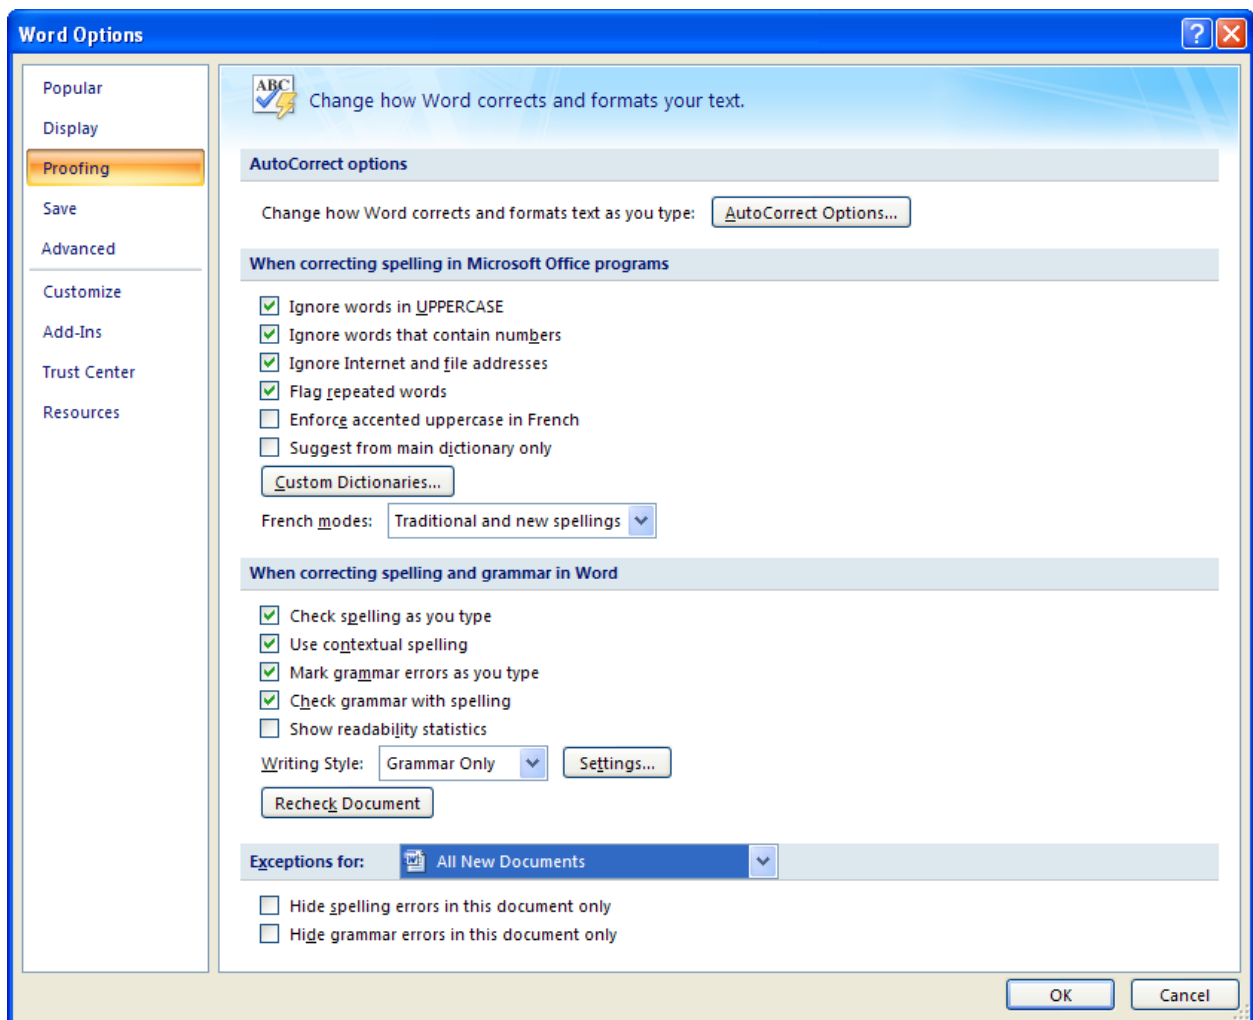 Word Options
?
Popular
Display
Proofing
Save
Advanced
Customize
Add-Ins
Trust Center
Resources
ABC
Change how Word corrects and formats your text.
AutoCorrect options
Change how Word corrects and formats text as you type: AutoCorrect Options...
When correcting spelling in Microsoft Office programs
Ignore words in UPPERCASE
Ignore words that contain numbers
Ignore Internet and file addresses
Flag repeated words
Enforce accented uppercase in French
Suggest from main dictionary only
Custom Dictionaries...
French modes: Traditional and new spellings
When correcting spelling and grammar in Word
Check spelling as you type
Use contextual spelling
Mark grammar errors as you type
Check grammar with spelling
Show readability statistics
Writing Style: Grammar Only Settings...
Recheck Document
Exceptions for: All New Documents
Hide spelling errors in this document only
Hide grammar errors in this document only
OK Cancel